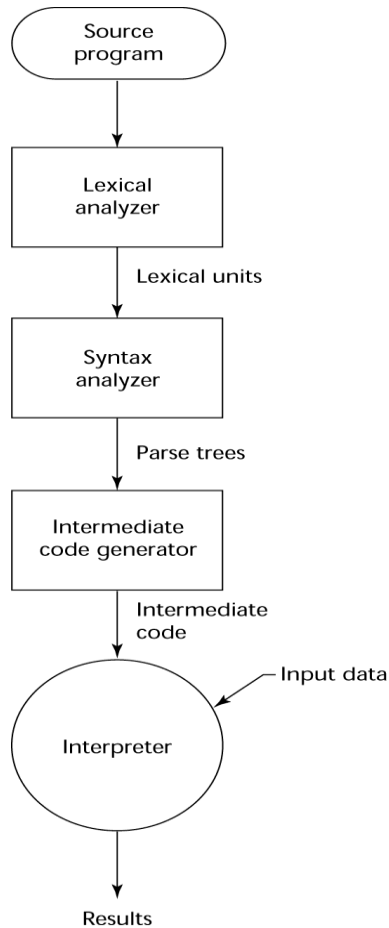 Source
program
Lexical
analyzer
Lexical units
Syntax
analyzer
Parse trees
Intermediate
code generator
Intermediate
code
Input data
Interpreter
Results